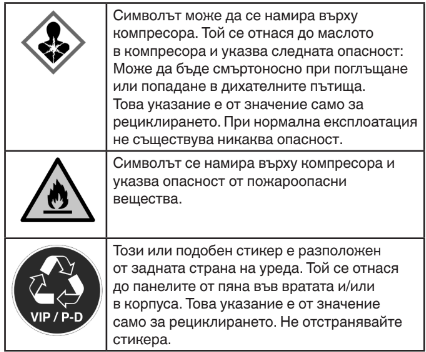 Символът може да се намира върху
компресора. Той се отнася до маслото
в компресора и указва следната опасност:
Може да бъде смъртоносно при поглъщане
или попадане в дихателните пътища.
Това указание е от значение само за
рециклирането. При нормална експлоатация
не съществува никаква опасност.
Символът се намира върху компресора и
указва опасност от пожароопасни
вещества.
Този или подобен стикер е разположен
от задната страна на уреда. Той се отнася
до панелите от пяна във вратата и/или
в корпуса. Това указание е от значение
само за рециклирането. Не отстранявайте
стикера.
VIP / P-D